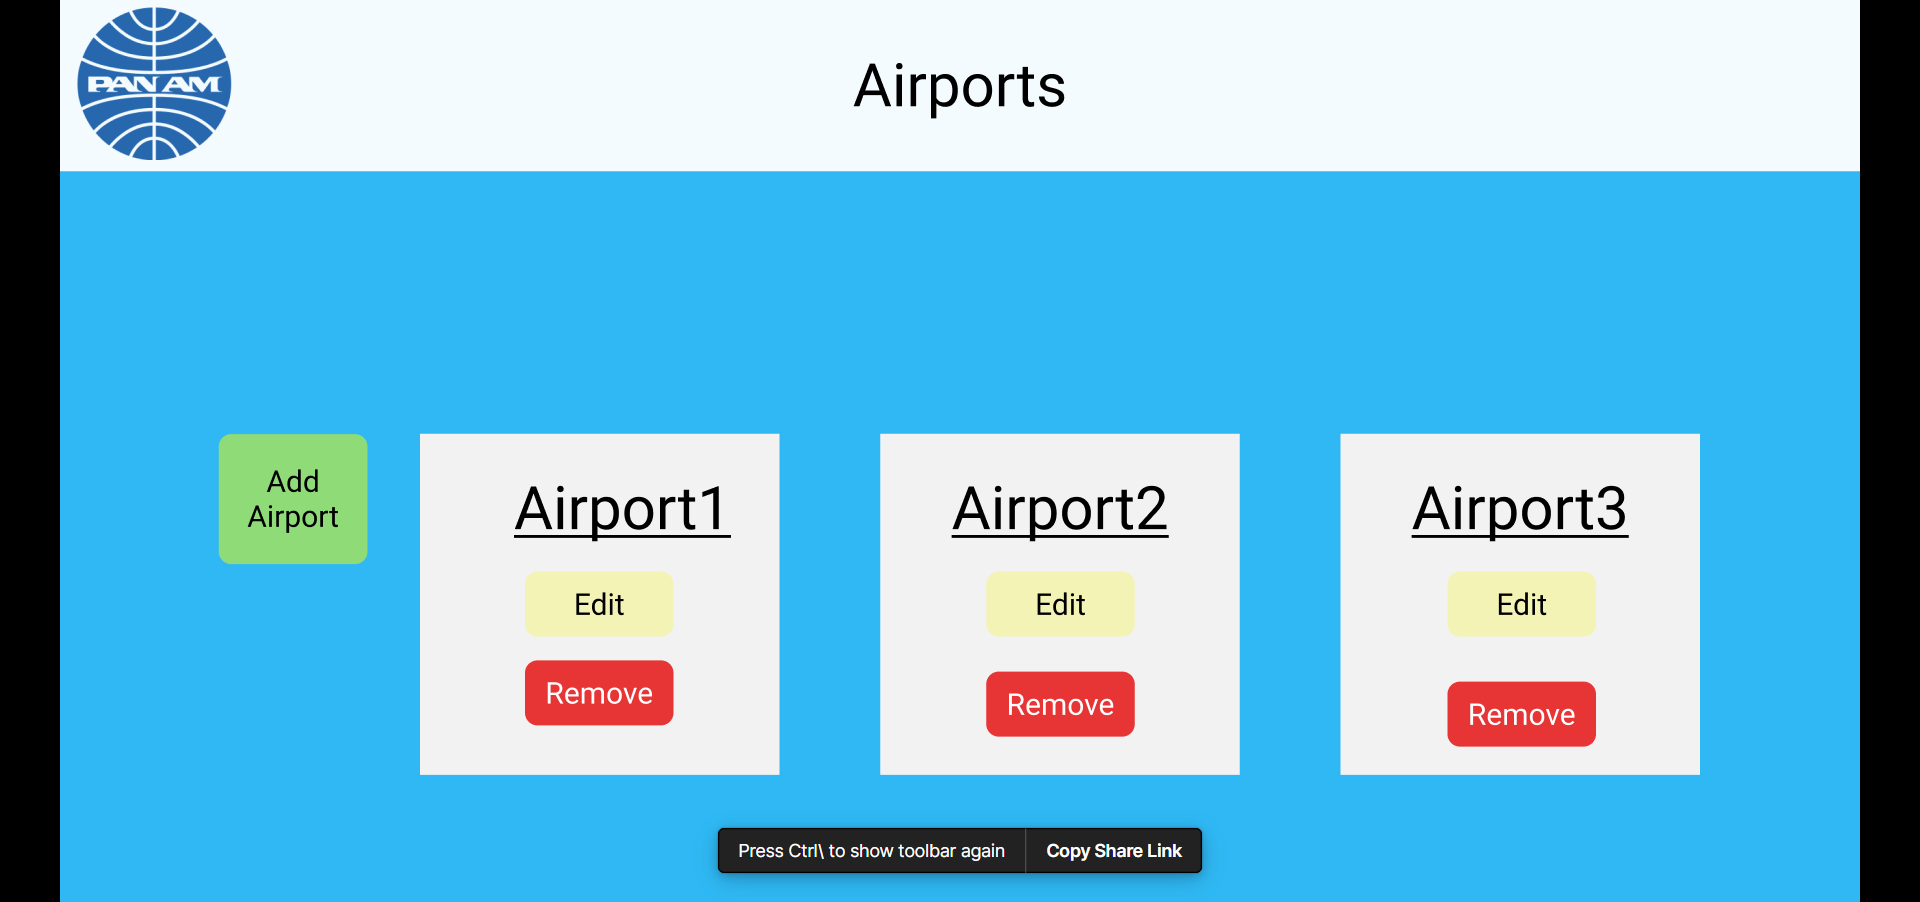 PAN AM
Airports
Add
Airport
Airport1
Edit
Remove
Airport2
Edit
Remove
Airport3
Edit
Remove
Press Ctrl\ to show toolbar again
Copy Share Link